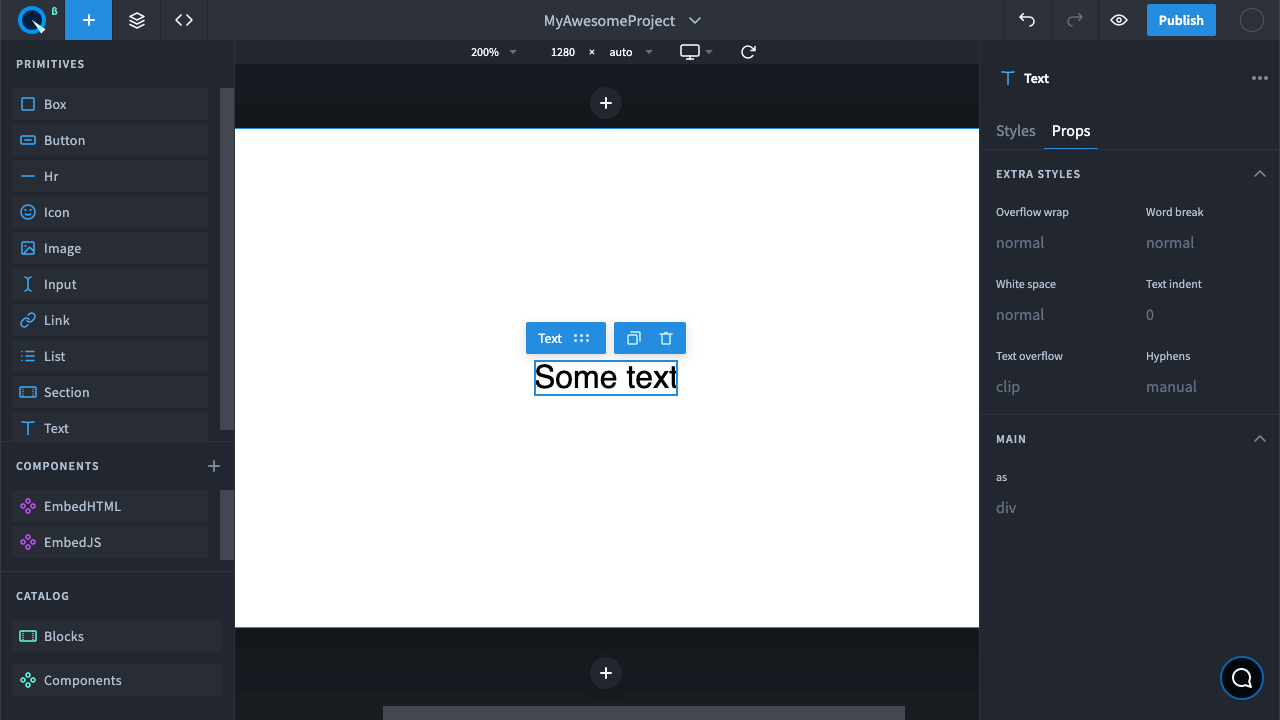 β
MyAwesomeProject
Publish
200%
1280 × auto
PRIMITIVES
Box
Button
Hr
Icon
Image
Input
Link
List
Section
Text
COMPONENTS
EmbedHTML
EmbedJS
CATALOG
Blocks
Components
Text
Some text
Text
Styles Props
EXTRA STYLES
Overflow wrap Word break
normal normal
White space Text indent
normal 0
Text overflow Hyphens
clip manual
MAIN
as
div